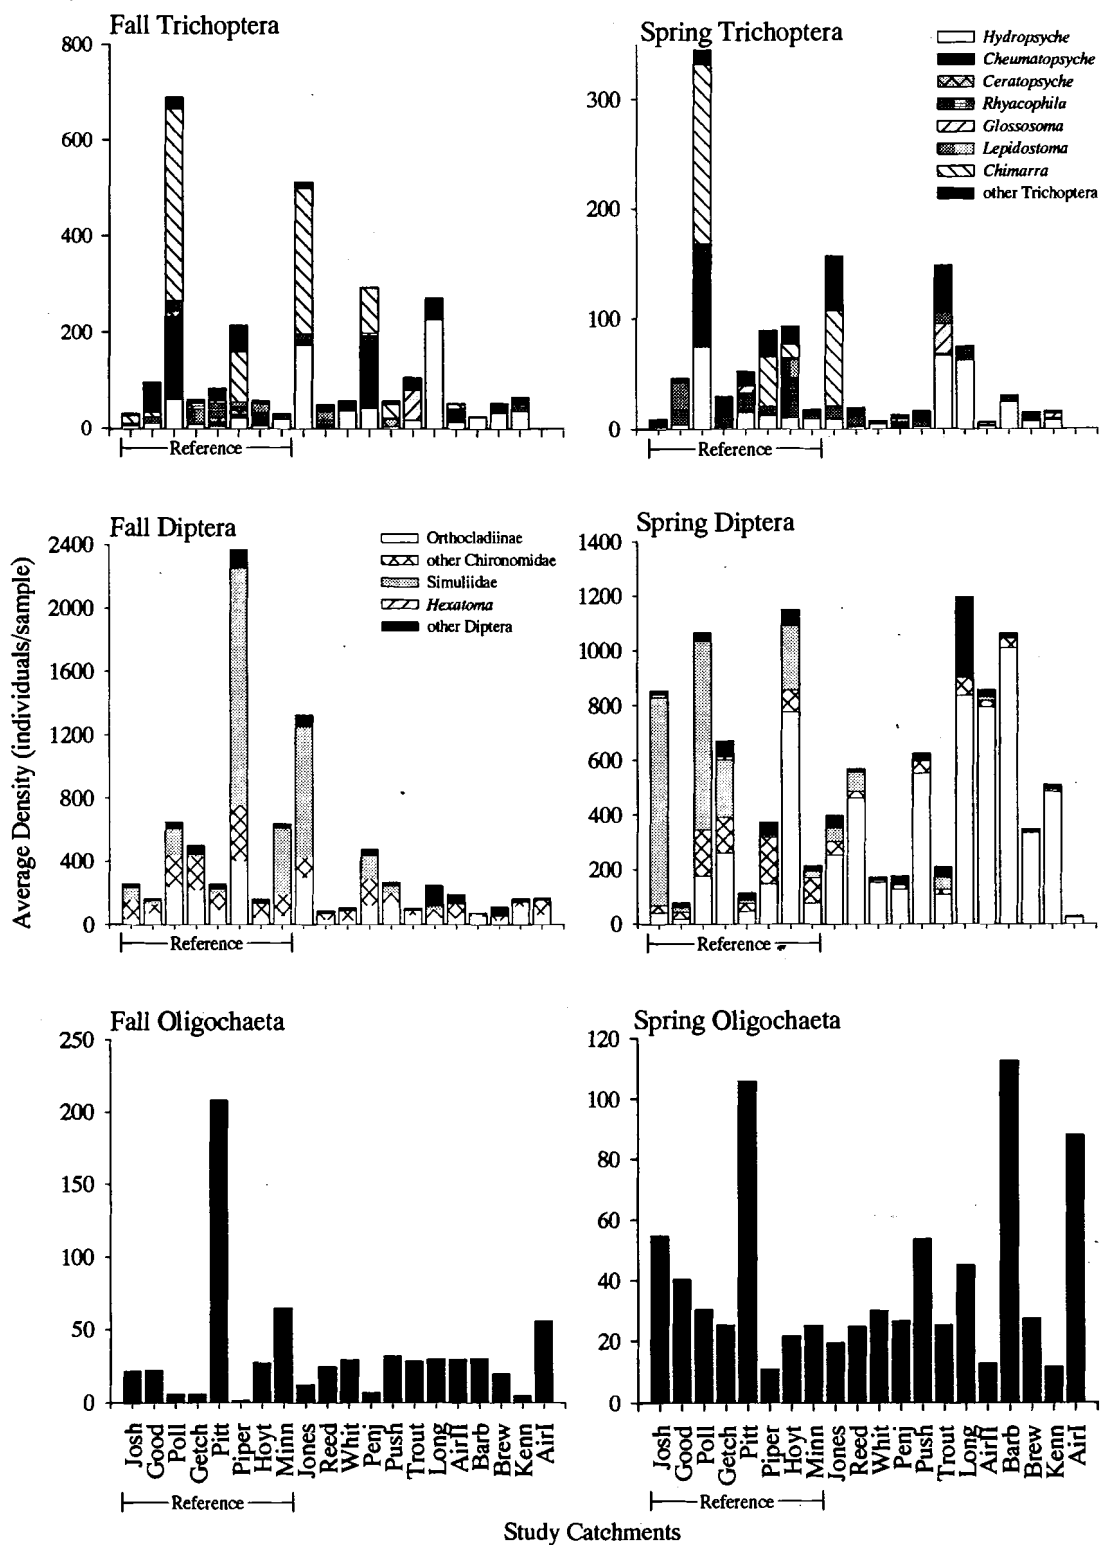 Fall Trichoptera
800
600
400
200
0
Reference
Spring Trichoptera
300
200
100
0
Reference
Hydropsyche
Cheumatopsyche
Ceratopsyche
Rhyacophila
Glossosoma
Lepidostoma
Chimarra
other Trichoptera
Average Density (individuals/sample)
Fall Diptera
2400
2000
1600
1200
800
400
0
Reference
Orthocladiinae
other Chironomidae
Simuliidae
Hexatoma
other Diptera
Spring Diptera
1400
1200
1000
800
600
400
200
0
Reference
Fall Oligochaeta
250
200
150
100
50
0
Josh
Good
Poll
Getch
Pitt
Piper
Hoyt
Minn
Jones
Reed
Whit
Penj
Push
Trout
Long
AirII
Barb
Brew
Kenn
AirI
Reference
Spring Oligochaeta
120
100
80
60
40
20
0
Josh
Good
Poll
Getch
Pitt
Piper
Hoyt
Minn
Jones
Reed
Whit
Penj
Push
Trout
Long
AirII
Barb
Brew
Kenn
AirI
Reference
Study Catchments